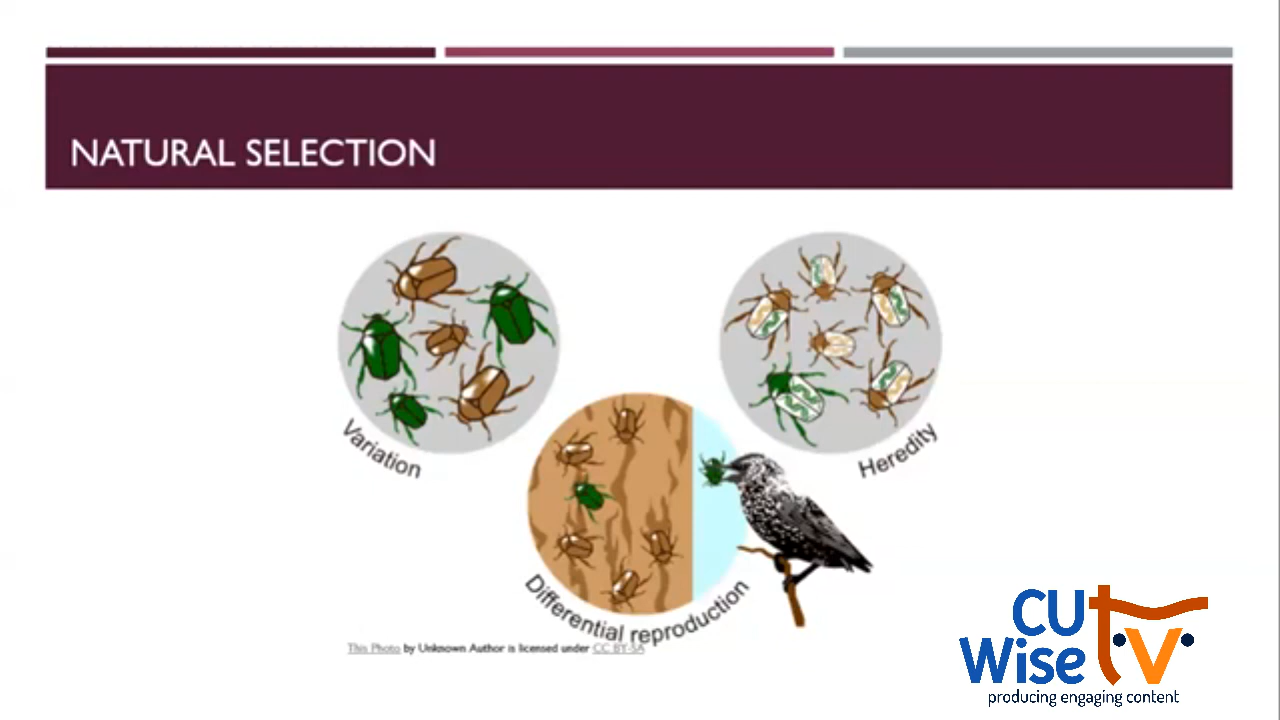 NATURAL SELECTION
Variation
Heredity
Differential reproduction
This Photo by Unknown Author is licensed under CC BY-SA
CU
Wise tv
producing engaging content